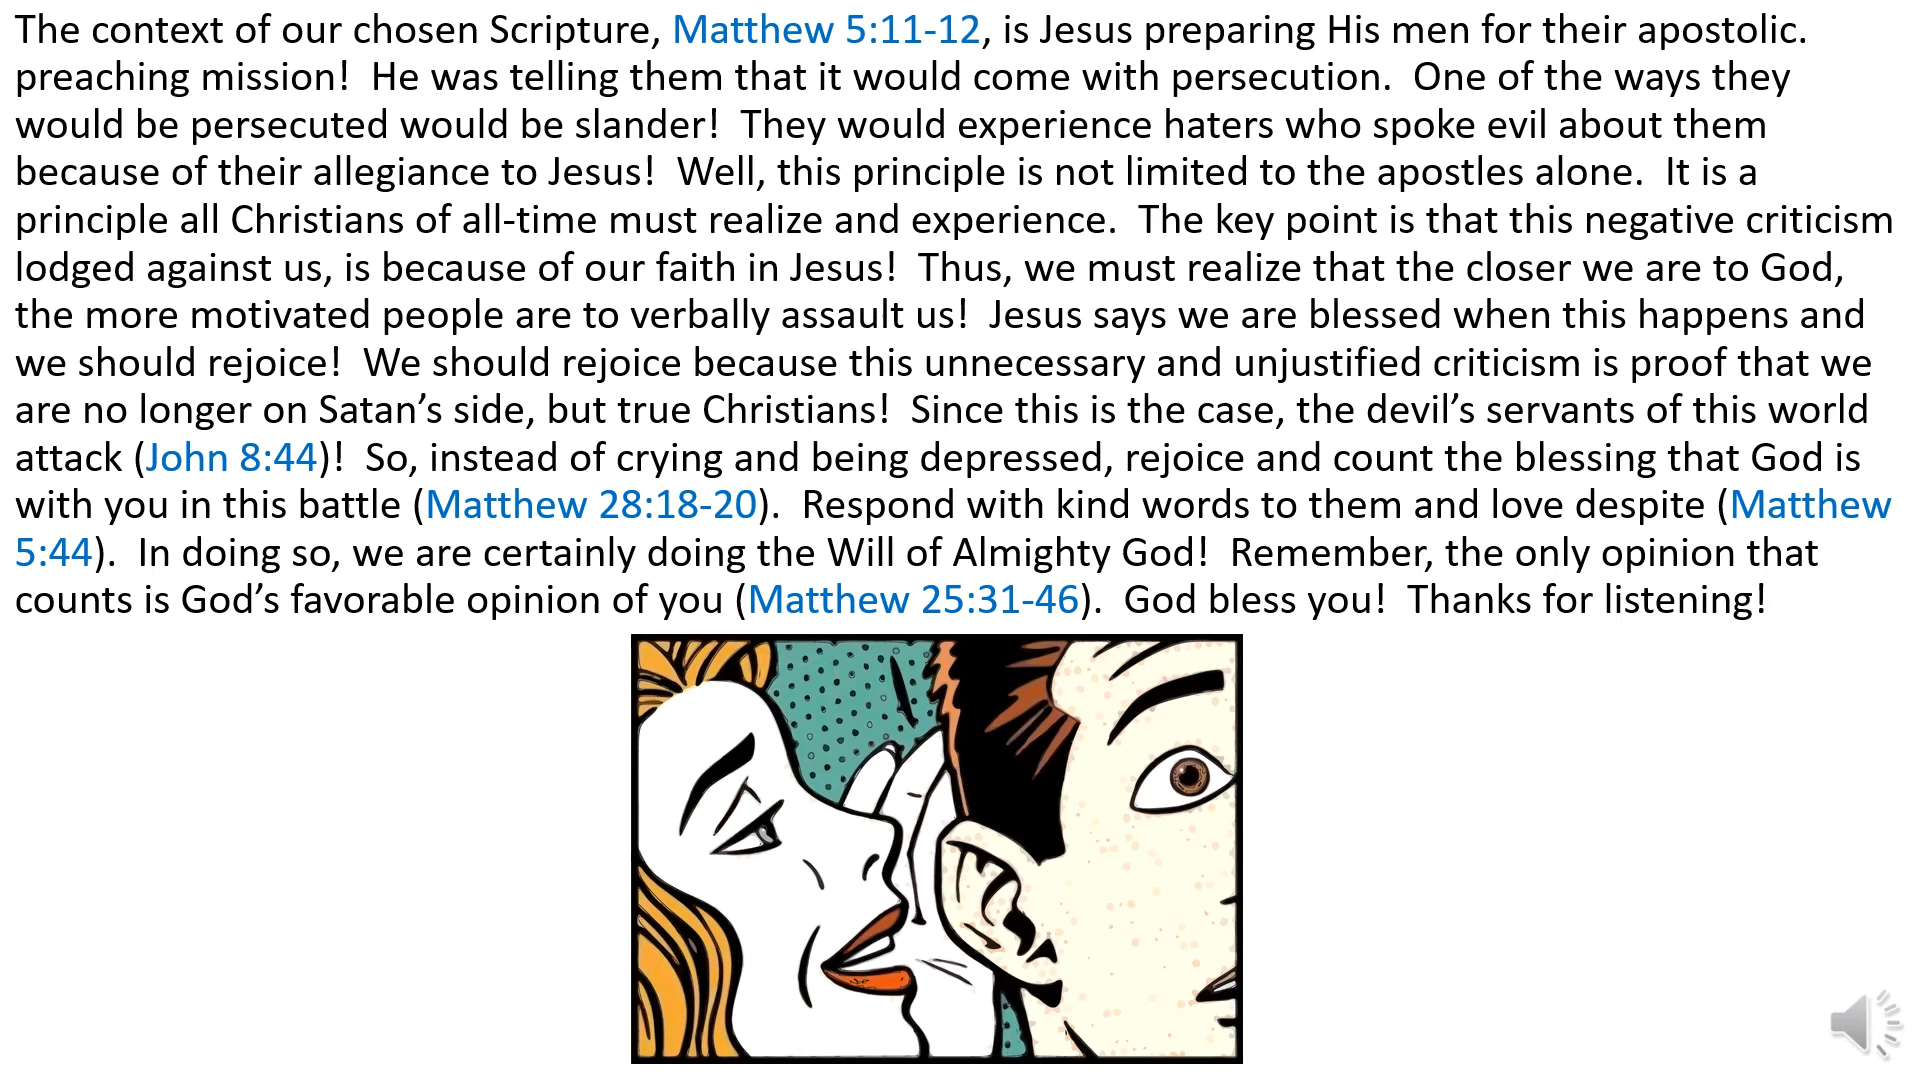 The context of our chosen Scripture, Matthew 5:11-12, is Jesus preparing His men for their apostolic.
preaching mission!  He was telling them that it would come with persecution.  One of the ways they
would be persecuted would be slander!  They would experience haters who spoke evil about them
because of their allegiance to Jesus!  Well, this principle is not limited to the apostles alone.  It is a
principle all Christians of all-time must realize and experience.  The key point is that this negative criticism
lodged against us, is because of our faith in Jesus!  Thus, we must realize that the closer we are to God,
the more motivated people are to verbally assault us!  Jesus says we are blessed when this happens and
we should rejoice!  We should rejoice because this unnecessary and unjustified criticism is proof that we
are no longer on Satan’s side, but true Christians!  Since this is the case, the devil’s servants of this world
attack (John 8:44)!  So, instead of crying and being depressed, rejoice and count the blessing that God is
with you in this battle (Matthew 28:18-20).  Respond with kind words to them and love despite (Matthew
5:44).  In doing so, we are certainly doing the Will of Almighty God!  Remember, the only opinion that
counts is God’s favorable opinion of you (Matthew 25:31-46).  God bless you!  Thanks for listening!